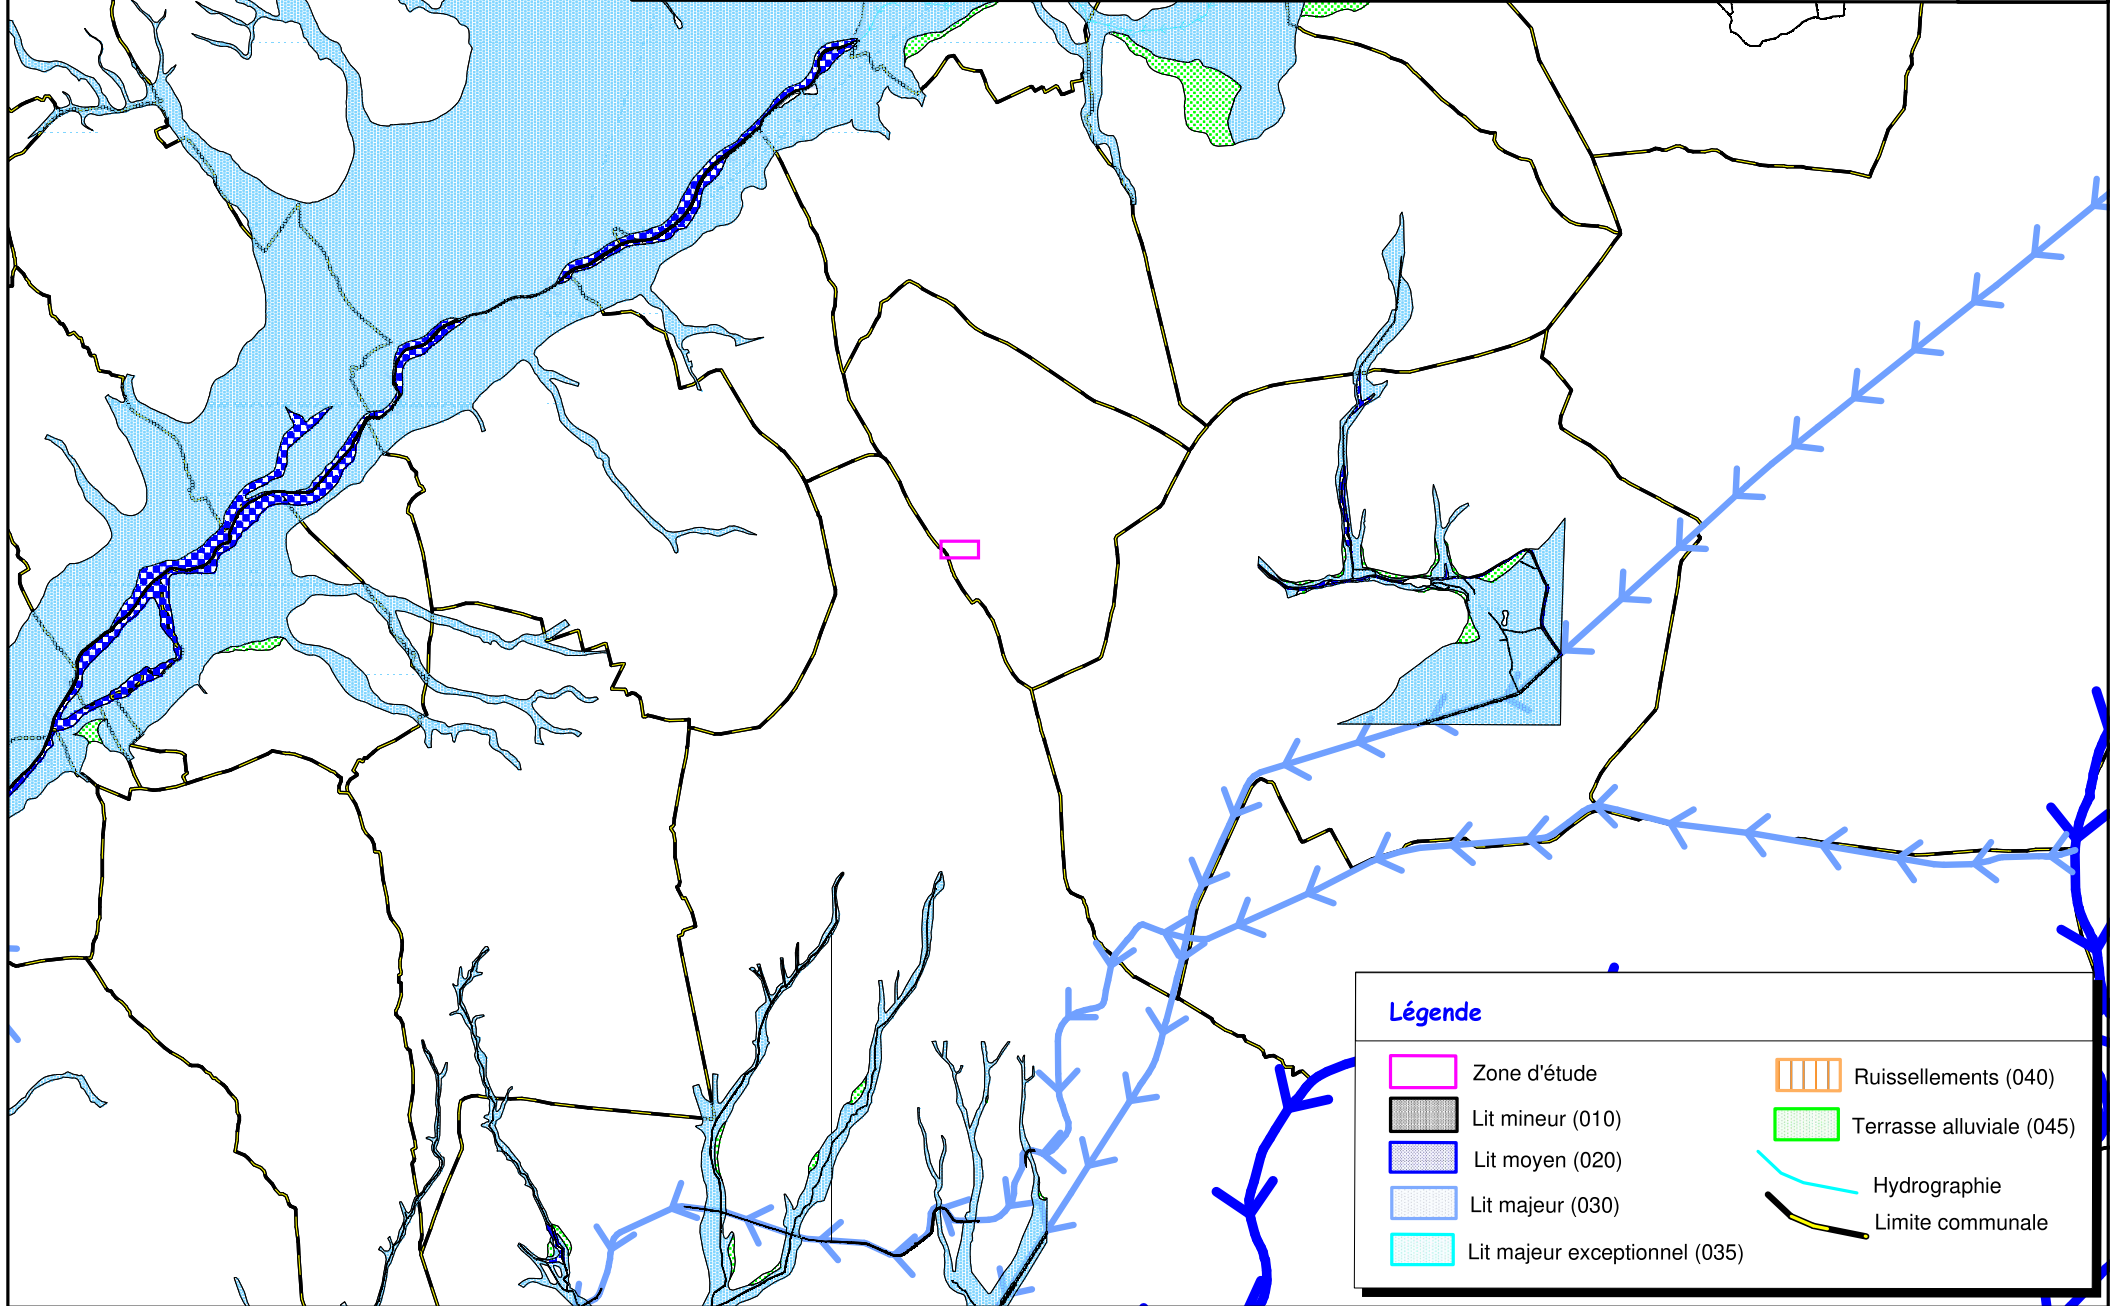 Légende
Zone d'étude
Lit mineur (010)
Lit moyen (020)
Lit majeur (030)
Lit majeur exceptionnel (035)
Ruissellements (040)
Terrasse alluviale (045)
Hydrographie
Limite communale